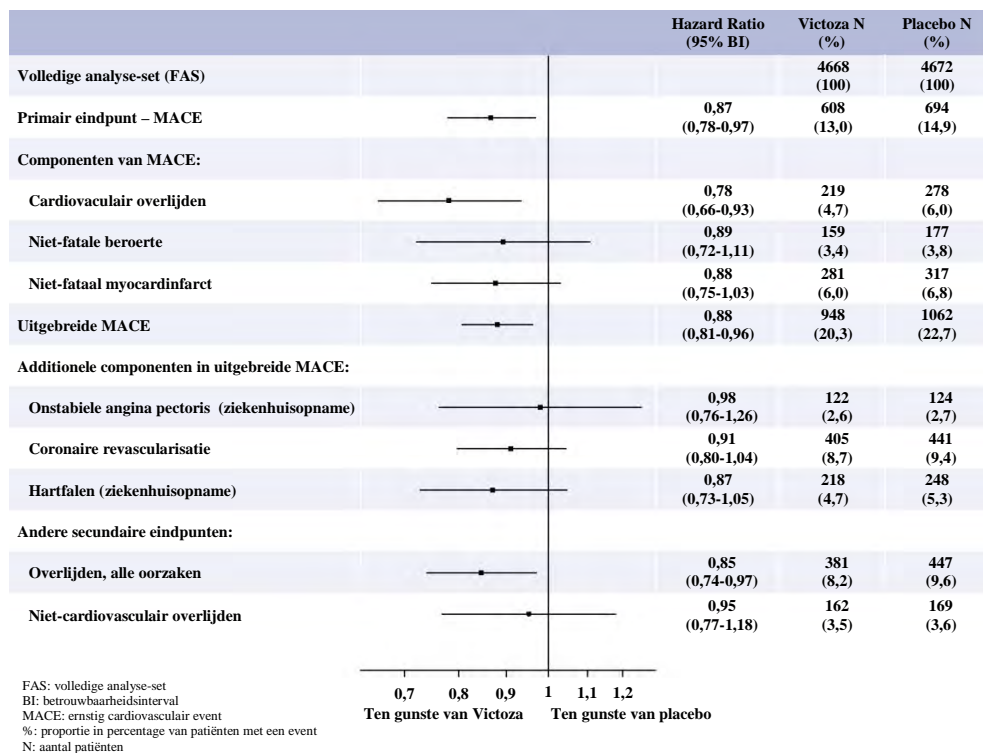 Hazard Ratio Victoza N Placebo N
(95% BI) (%) (%)
Volledige analyse-set (FAS) 4668 4672
(100) (100)
Primair eindpunt – MACE 0,87 608 694
(0,78-0,97) (13,0) (14,9)
Componenten van MACE:
Cardiovaculair overlijden 0,78 219 278
(0,66-0,93) (4,7) (6,0)
Niet-fatale beroerte 0,89 159 177
(0,72-1,11) (3,4) (3,8)
Niet-fataal myocardinfarct 0,88 281 317
(0,75-1,03) (6,0) (6,8)
Uitgebreide MACE 0,88 948 1062
(0,81-0,96) (20,3) (22,7)
Additionele componenten in uitgebreide MACE:
Onstabiele angina pectoris (ziekenhuisopname) 0,98 122 124
(0,76-1,26) (2,6) (2,7)
Coronaire revascularisatie 0,91 405 441
(0,80-1,04) (8,7) (9,4)
Hartfalen (ziekenhuisopname) 0,87 218 248
(0,73-1,05) (4,7) (5,3)
Andere secundaire eindpunten:
Overlijden, alle oorzaken 0,85 381 447
(0,74-0,97) (8,2) (9,6)
Niet-cardiovasculair overlijden 0,95 162 169
(0,77-1,18) (3,5) (3,6)
0,7 0,8 0,9 1 1,1 1,2
Ten gunste van Victoza Ten gunste van placebo
FAS: volledige analyse-set
BI: betrouwbaarheidsinterval
MACE: ernstig cardiovasculair event
%: proportie in percentage van patiënten met een event
N: aantal patiënten